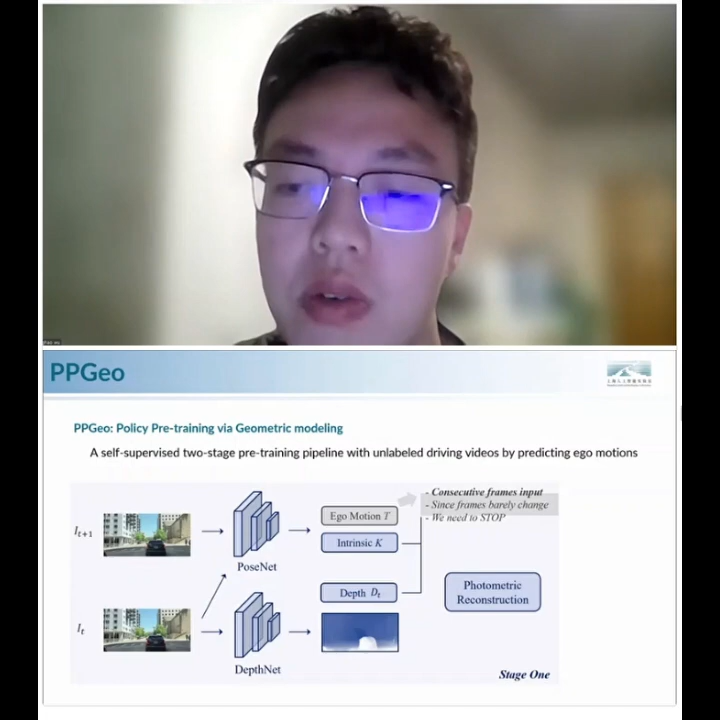 PPGeo
PPGeo: Policy Pre-training via Geometric modeling
A self-supervised two-stage pre-training pipeline with unlabeled driving videos by predicting ego motions
- Consecutive frames input
Ego Motion T
- Since frames barely change
- We need to STOP
I_{t+1}
Intrinsic K
PoseNet
Depth D_t
Photometric
Reconstruction
I_t
DepthNet
Stage One